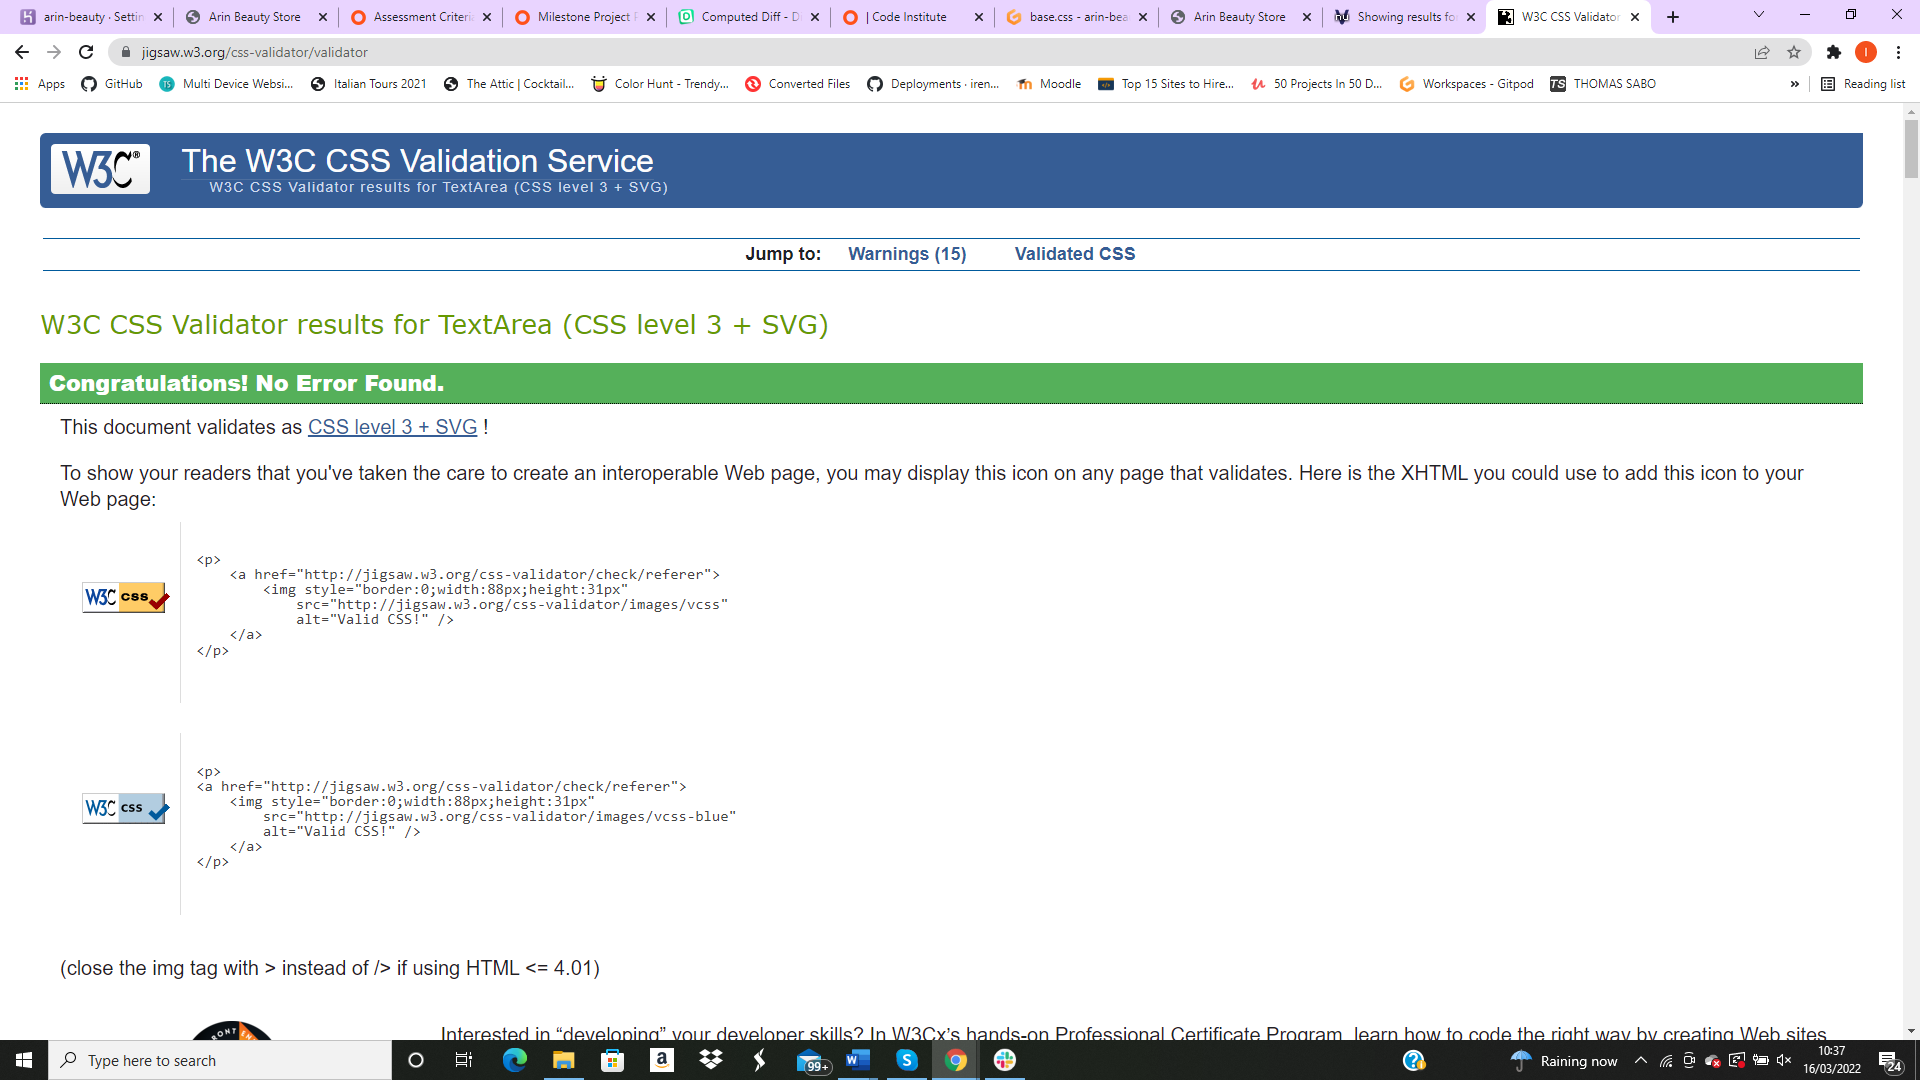 arin-beauty · Settin
Arin Beauty Store
Assessment Criteria
Milestone Project P
Computed Diff - Di
| Code Institute
base.css - arin-bea
Arin Beauty Store
Showing results for
W3C CSS Validator
jigsaw.w3.org/css-validator/validator
Apps
GitHub
Multi Device Websi...
Italian Tours 2021
The Attic | Cocktail...
Color Hunt - Trendy...
Converted Files
Deployments · iren...
Moodle
Top 15 Sites to Hire...
50 Projects In 50 D...
Workspaces - Gitpod
THOMAS SABO
»
Reading list
W3C®
The W3C CSS Validation Service
W3C CSS Validator results for TextArea (CSS level 3 + SVG)
Jump to: Warnings (15) Validated CSS
W3C CSS Validator results for TextArea (CSS level 3 + SVG)
Congratulations! No Error Found.
This document validates as CSS level 3 + SVG !
To show your readers that you've taken the care to create an interoperable Web page, you may display this icon on any page that validates. Here is the XHTML you could use to add this icon to your
Web page:
W3C css
<p>
<a href="http://jigsaw.w3.org/css-validator/check/referer">
<img style="border:0;width:88px;height:31px"
src="http://jigsaw.w3.org/css-validator/images/vcss"
alt="Valid CSS!" />
</a>
</p>
W3C css
<p>
<a href="http://jigsaw.w3.org/css-validator/check/referer">
<img style="border:0;width:88px;height:31px"
src="http://jigsaw.w3.org/css-validator/images/vcss-blue"
alt="Valid CSS!" />
</a>
</p>
(close the img tag with > instead of /> if using HTML <= 4.01)
Interested in “developing” your developer skills? In W3Cx's hands-on Professional Certificate Program, learn how to code the right way by creating Web sites
Type here to search
99+
Raining now
10:37
16/03/2022
24